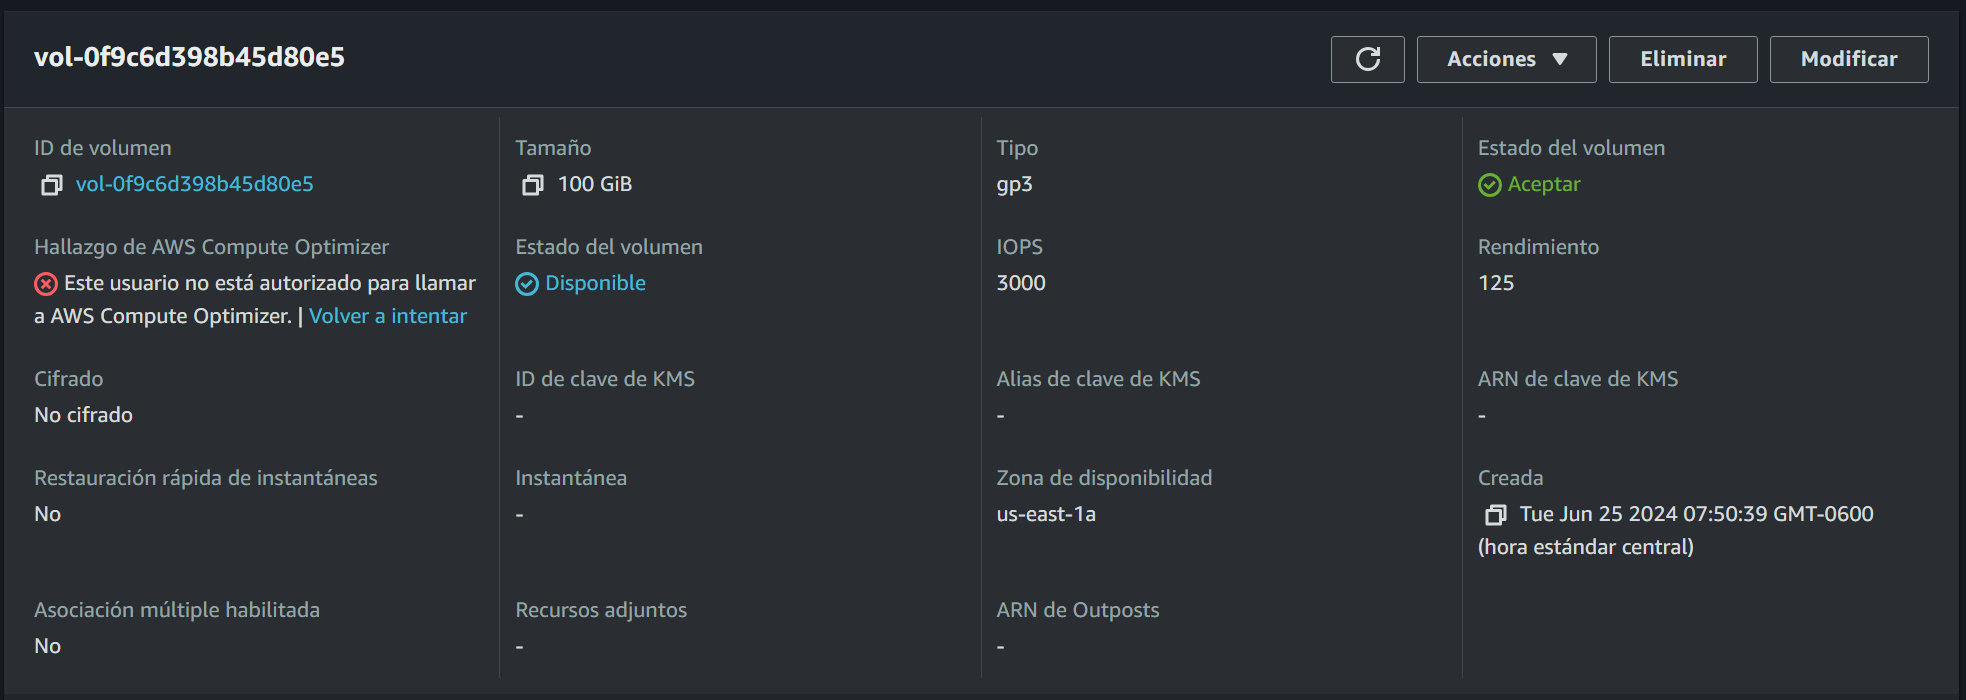 vol-0f9c6d398b45d80e5
Acciones
Eliminar
Modificar
ID de volumen
vol-0f9c6d398b45d80e5
Tamaño
100 GiB
Tipo
gp3
Estado del volumen
Aceptar
Hallazgo de AWS Compute Optimizer
Este usuario no está autorizado para llamar
a AWS Compute Optimizer. | Volver a intentar
Estado del volumen
Disponible
IOPS
3000
Rendimiento
125
Cifrado
No cifrado
ID de clave de KMS
-
Alias de clave de KMS
-
ARN de clave de KMS
-
Restauración rápida de instantáneas
No
Instantánea
-
Zona de disponibilidad
us-east-1a
Creada
Tue Jun 25 2024 07:50:39 GMT-0600
(hora estándar central)
Asociación múltiple habilitada
No
Recursos adjuntos
-
ARN de Outposts
-